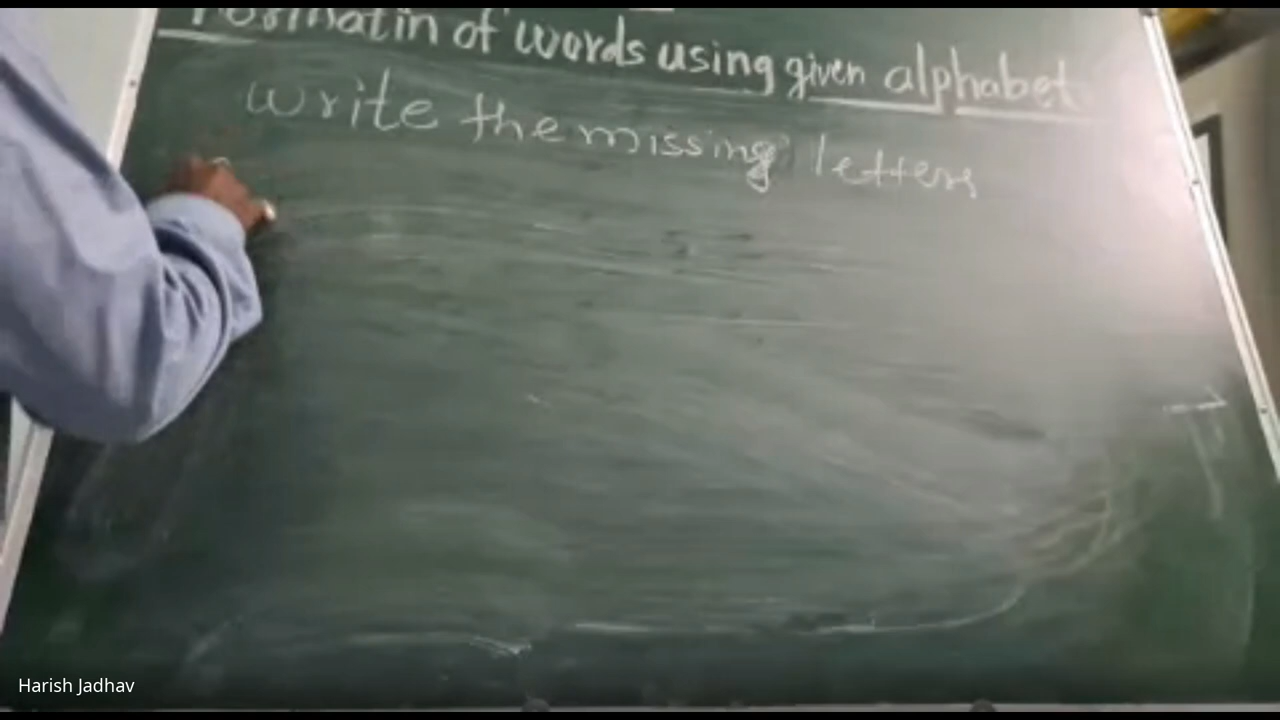 Formatin of words using given alphabet
write the missing letters
Harish Jadhav